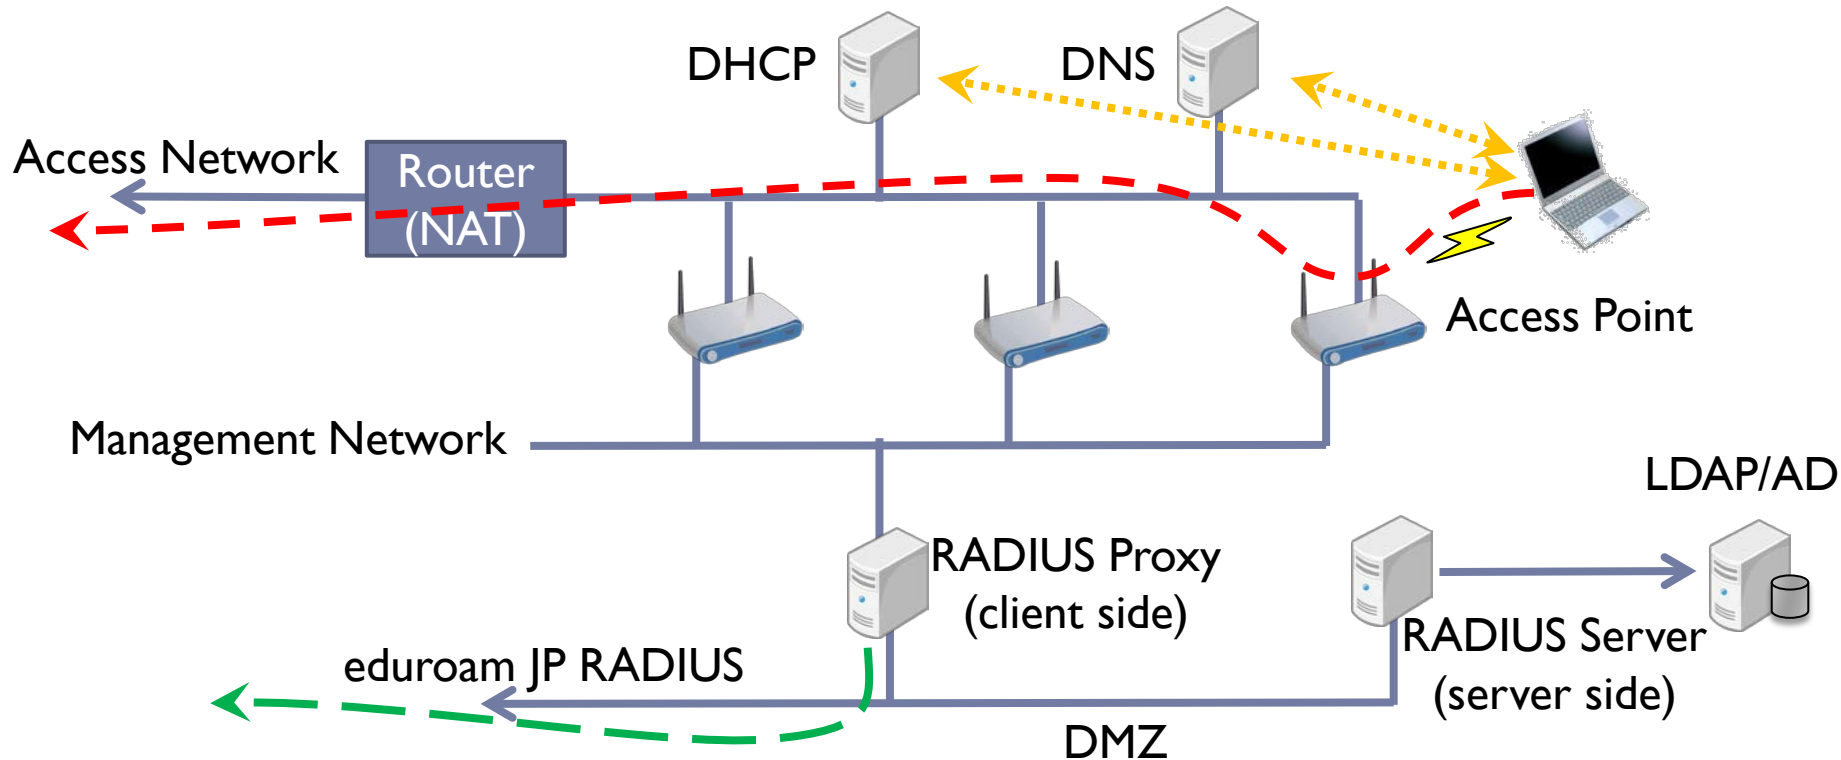 DHCP
DNS
Access Network
Router
(NAT)
Access Point
Management Network
LDAP/AD
RADIUS Proxy
(client side)
RADIUS Server
(server side)
eduroam JP RADIUS
DMZ